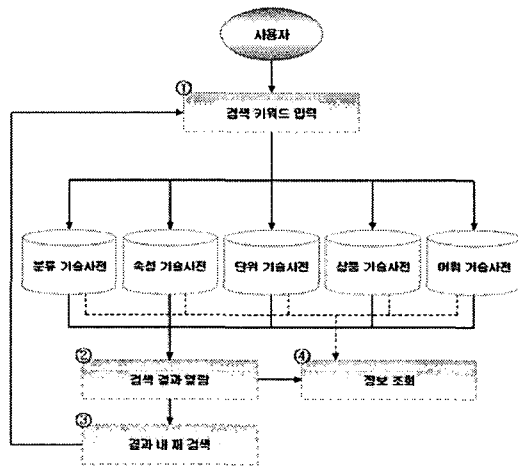 사용자
①
검색 키워드 입력
분류 기술사전 속성 기술사전 단위 기술사전 상품 기술사전 어휘 기술사전
② ④
검색 결과 열람 정보 조회
③
결과 내 재 검색